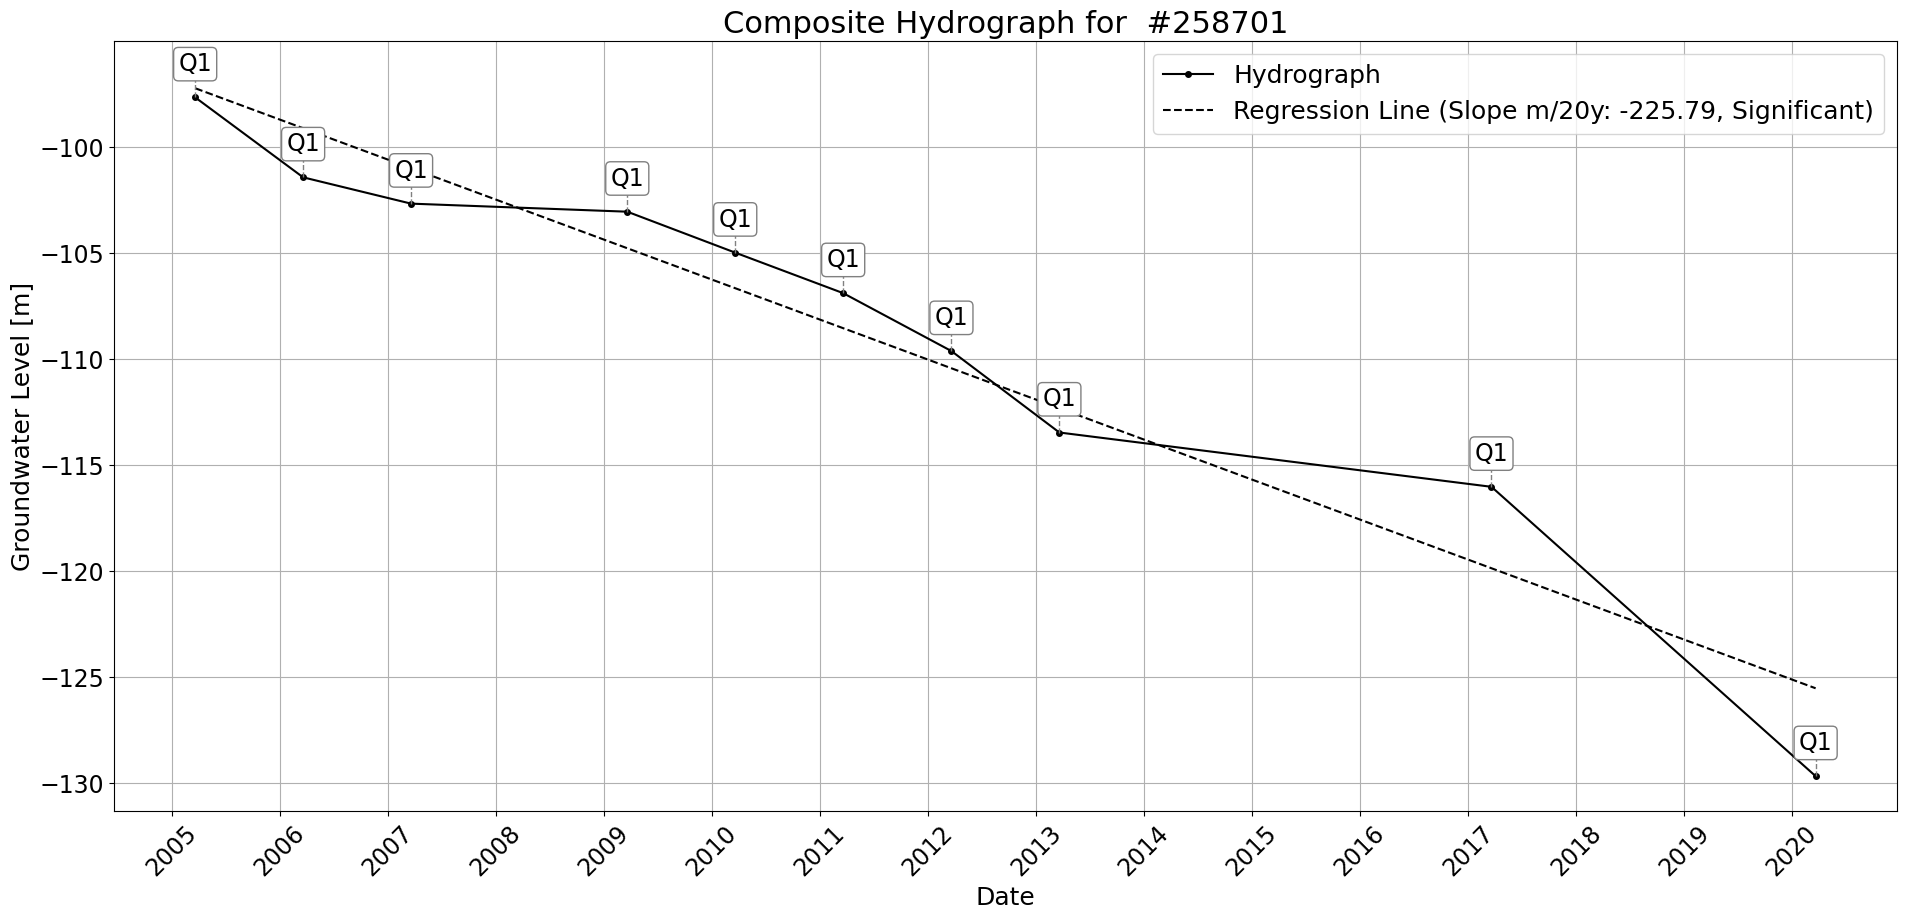 Composite Hydrograph for  #258701
Hydrograph
Regression Line (Slope m/20y: -225.79, Significant)
Q1
Q1
Q1
Q1
Q1
Q1
Q1
Q1
Q1
Q1
Groundwater Level [m]
−100
−105
−110
−115
−120
−125
−130
2005
2006
2007
2008
2009
2010
2011
2012
2013
2014
2015
2016
2017
2018
2019
2020
Date